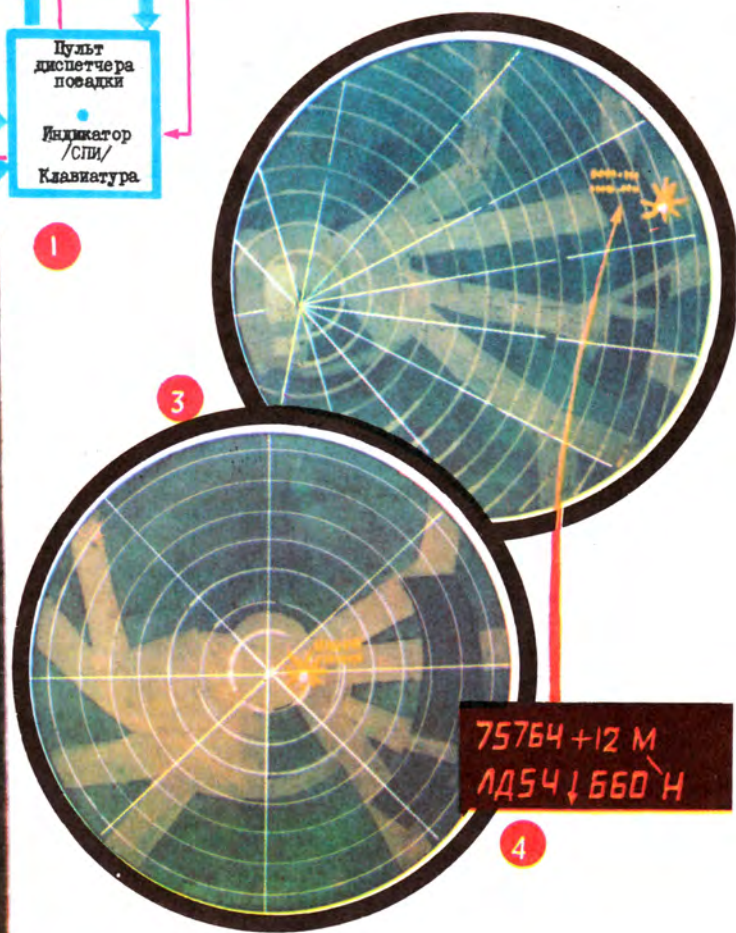 Пульт
диспетчера
посадки
Индикатор
/СПИ/
Клавиатура
1
3
75764 +12 М
ЛД54↓660\Н
4